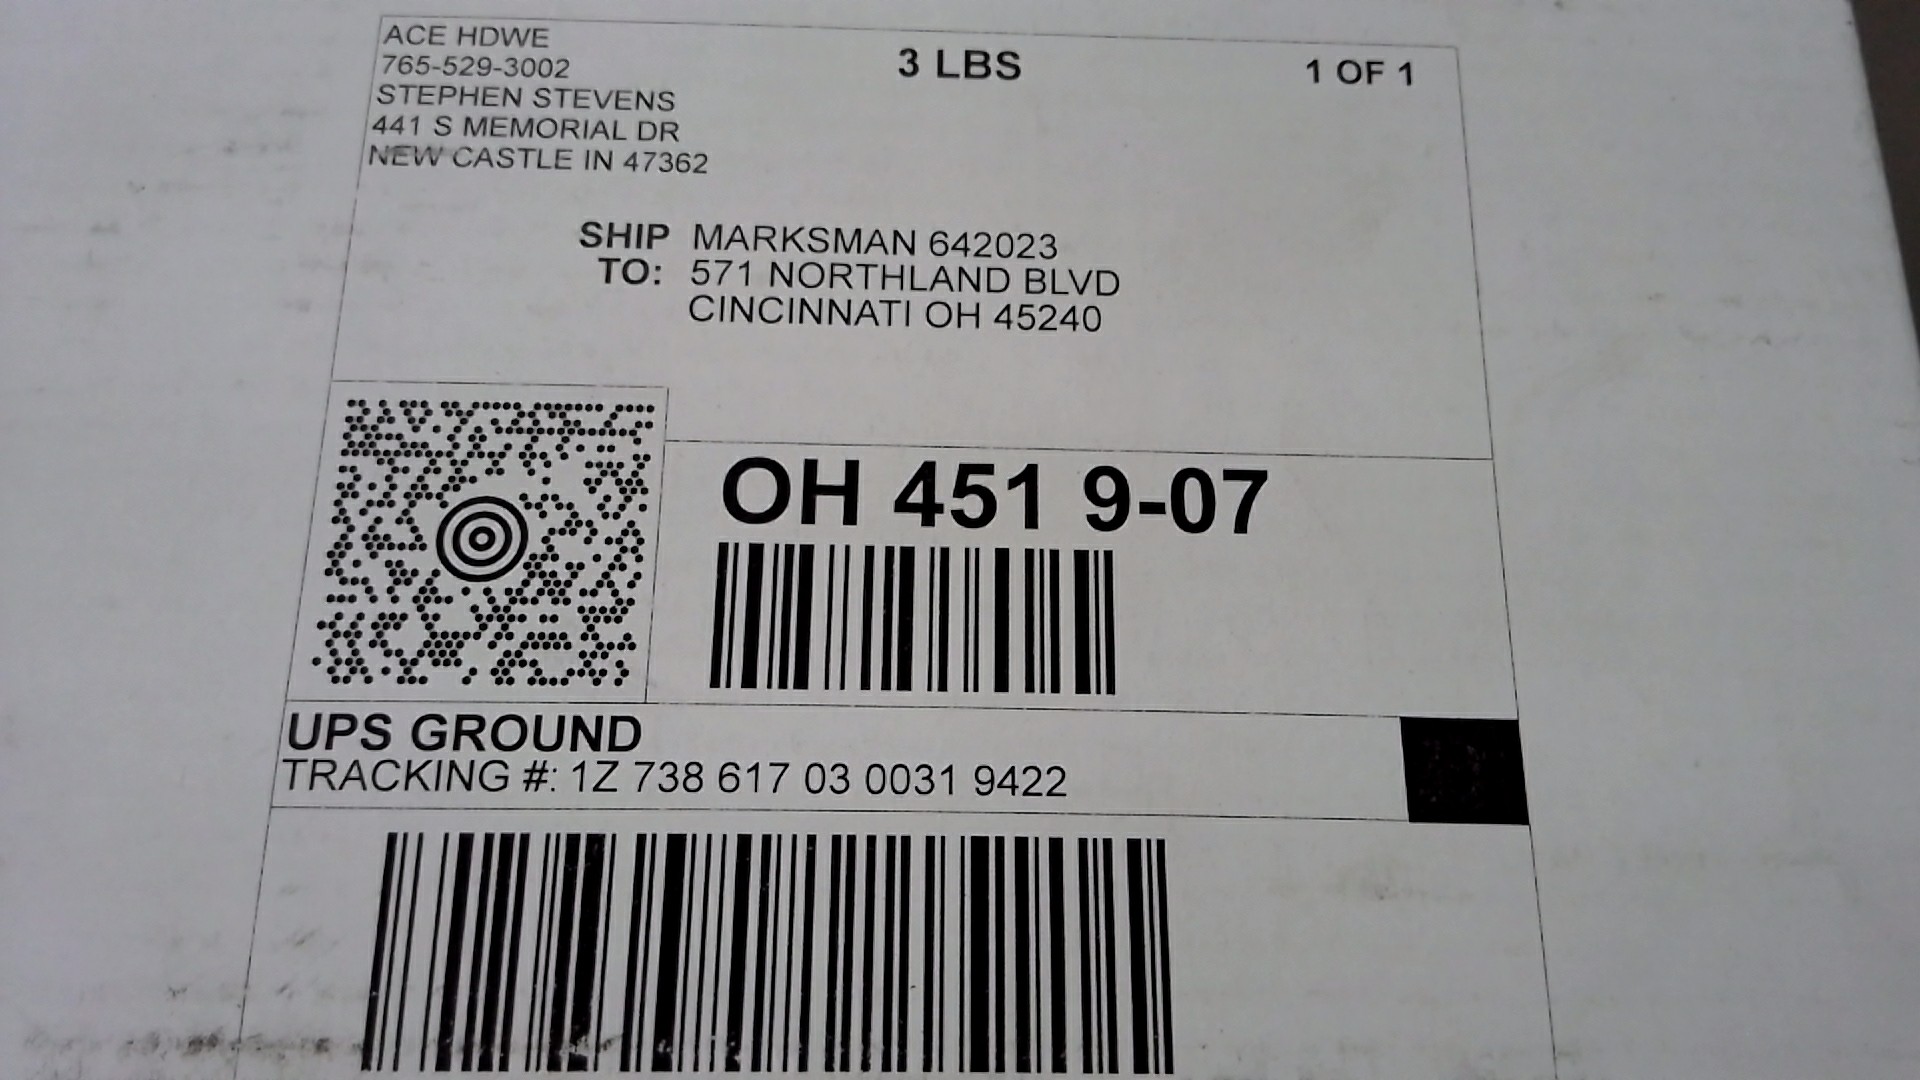 ACE HDWE
765-529-3002
STEPHEN STEVENS
441 S MEMORIAL DR
NEW CASTLE IN 47362
3 LBS
1 OF 1
SHIP TO: MARKSMAN 642023
571 NORTHLAND BLVD
CINCINNATI OH 45240
OH 451 9-07
UPS GROUND
TRACKING #: 1Z 738 617 03 0031 9422